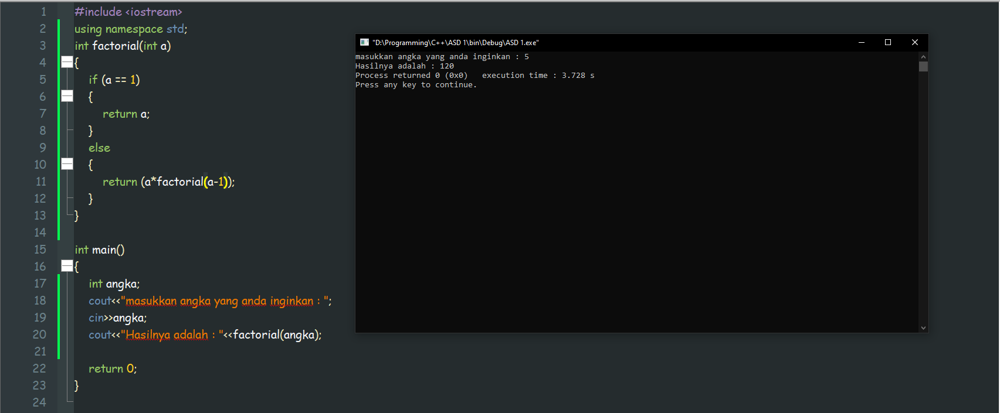 1 #include <iostream>
2 using namespace std;
3 int factorial(int a)
4 {
5 if (a == 1)
6 {
7 return a;
8 }
9 else
10 {
11 return (a*factorial(a-1));
12 }
13 }
14
15 int main()
16 {
17 int angka;
18 cout<<"masukkan angka yang anda inginkan : ";
19 cin>>angka;
20 cout<<"Hasilnya adalah : "<<factorial(angka);
21
22 return 0;
23 }
24
"D:\Programming\C++\ASD 1\bin\Debug\ASD 1.exe"
masukkan angka yang anda inginkan : 5
Hasilnya adalah : 120
Process returned 0 (0x0)   execution time : 3.728 s
Press any key to continue.